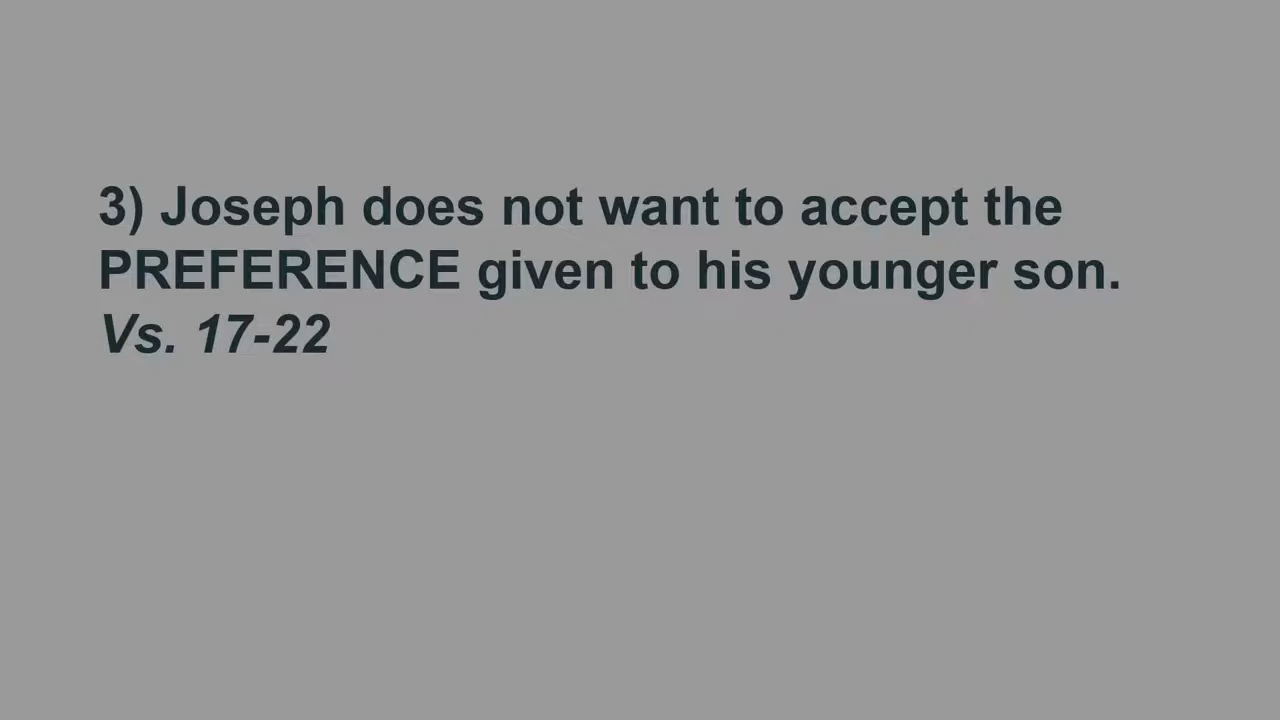 3) Joseph does not want to accept the
PREFERENCE given to his younger son.
Vs. 17-22